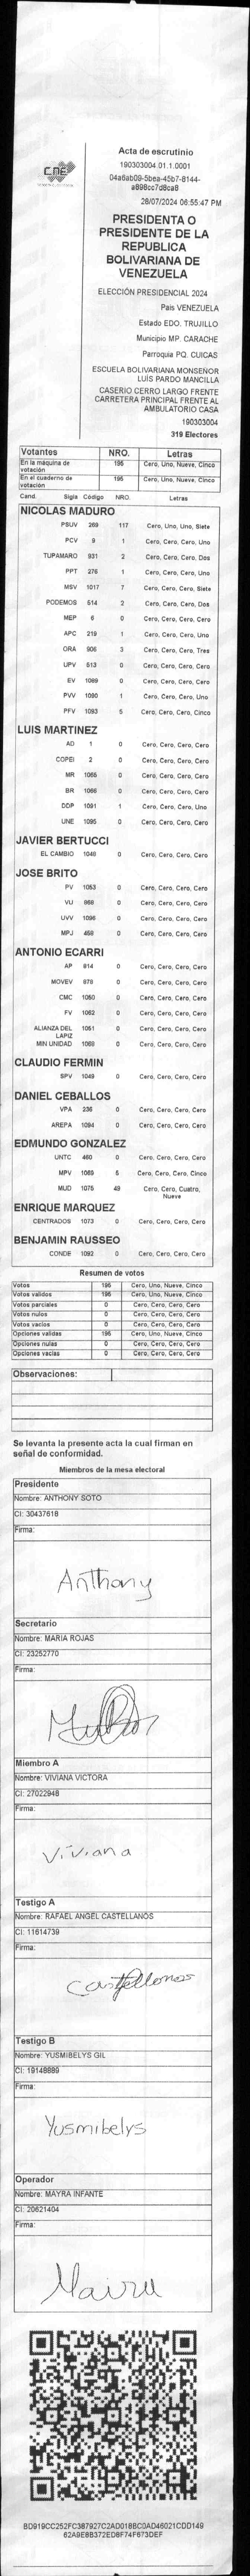 CNE
Acta de escrutinio
190303004.01.1.0001
04a6ab09-5bea-45b7-8144-
a898cc7d8ca8
28/07/2024 06:55:47 PM
PRESIDENTA O
PRESIDENTE DE LA
REPUBLICA
BOLIVARIANA DE
VENEZUELA
ELECCIÓN PRESIDENCIAL 2024
Pais VENEZUELA
Estado EDO. TRUJILLO
Municipio MP. CARACHE
Parroquia PQ. CUICAS
ESCUELA BOLIVARIANA MONSEÑOR
LUIS PARDO MANCILLA
CASERIO CERRO LARGO FRENTE
CARRETERA PRINCIPAL FRENTE AL
AMBULATORIO CASA
190303004
319 Electores
Votantes NRO. Letras
En la máquina de votación 195 Cero, Uno, Nueve, Cinco
En el cuaderno de votación 195 Cero, Uno, Nueve, Cinco
Cand. Sigla Código NRO. Letras
NICOLAS MADURO
PSUV 269 117 Cero, Uno, Uno, Siete
PCV 9 1 Cero, Cero, Cero, Uno
TUPAMARO 931 2 Cero, Cero, Cero, Dos
PPT 276 1 Cero, Cero, Cero, Uno
MSV 1017 7 Cero, Cero, Cero, Siete
PODEMOS 514 2 Cero, Cero, Cero, Dos
MEP 6 0 Cero, Cero, Cero, Cero
APC 219 1 Cero, Cero, Cero, Uno
ORA 906 3 Cero, Cero, Cero, Tres
UPV 513 0 Cero, Cero, Cero, Cero
EV 1099 0 Cero, Cero, Cero, Cero
PVV 1090 1 Cero, Cero, Cero, Uno
PFV 1093 5 Cero, Cero, Cero, Cinco
LUIS MARTINEZ
AD 1 0 Cero, Cero, Cero, Cero
COPEI 2 0 Cero, Cero, Cero, Cero
MR 1066 0 Cero, Cero, Cero, Cero
BR 1068 0 Cero, Cero, Cero, Cero
DDP 1091 1 Cero, Cero, Cero, Uno
UNE 1095 0 Cero, Cero, Cero, Cero
JAVIER BERTUCCI
EL CAMBIO 1048 0 Cero, Cero, Cero, Cero
JOSE BRITO
PV 1053 0 Cero, Cero, Cero, Cero
VU 868 0 Cero, Cero, Cero, Cero
UVV 1096 0 Cero, Cero, Cero, Cero
MPJ 458 0 Cero, Cero, Cero, Cero
ANTONIO ECARRI
AP 814 0 Cero, Cero, Cero, Cero
MOVEV 878 0 Cero, Cero, Cero, Cero
CMC 1050 0 Cero, Cero, Cero, Cero
FV 1062 0 Cero, Cero, Cero, Cero
ALIANZA DEL LAPIZ 1051 0 Cero, Cero, Cero, Cero
MIN UNIDAD 1069 0 Cero, Cero, Cero, Cero
CLAUDIO FERMIN
SPV 1049 0 Cero, Cero, Cero, Cero
DANIEL CEBALLOS
VPA 236 0 Cero, Cero, Cero, Cero
AREPA 1094 0 Cero, Cero, Cero, Cero
EDMUNDO GONZALEZ
UNTC 460 0 Cero, Cero, Cero, Cero
MPV 1089 5 Cero, Cero, Cero, Cinco
MUD 1075 49 Cero, Cero, Cuatro, Nueve
ENRIQUE MARQUEZ
CENTRADOS 1073 0 Cero, Cero, Cero, Cero
BENJAMIN RAUSSEO
CONDE 1092 0 Cero, Cero, Cero, Cero
Resumen de votos
Votos 195 Cero, Uno, Nueve, Cinco
Votos validos 195 Cero, Uno, Nueve, Cinco
Votos parciales 0 Cero, Cero, Cero, Cero
Votos nulos 0 Cero, Cero, Cero, Cero
Votos vacios 0 Cero, Cero, Cero, Cero
Opciones validas 195 Cero, Uno, Nueve, Cinco
Opciones nulas 0 Cero, Cero, Cero, Cero
Opciones vacias 0 Cero, Cero, Cero, Cero
Observaciones:
Se levanta la presente acta la cual firman en
señal de conformidad.
Miembros de la mesa electoral
Presidente
Nombre: ANTHONY SOTO
CI: 30437618
Firma:
Anthony
Secretario
Nombre: MARIA ROJAS
CI: 23252770
Firma:
Miembro A
Nombre: VIVIANA VICTORA
CI: 27022948
Firma:
Viviana
Testigo A
Nombre: RAFAEL ANGEL CASTELLANOS
CI: 11614739
Firma:
Castellanos
Testigo B
Nombre: YUSMIBELYS GIL
CI: 19148889
Firma:
Yusmibelys
Operador
Nombre: MAYRA INFANTE
CI: 20621404
Firma:
BD919CC252FC387927C2AD018BC0AD46021CDD149
62A9E8B372ED8F74F673DEF